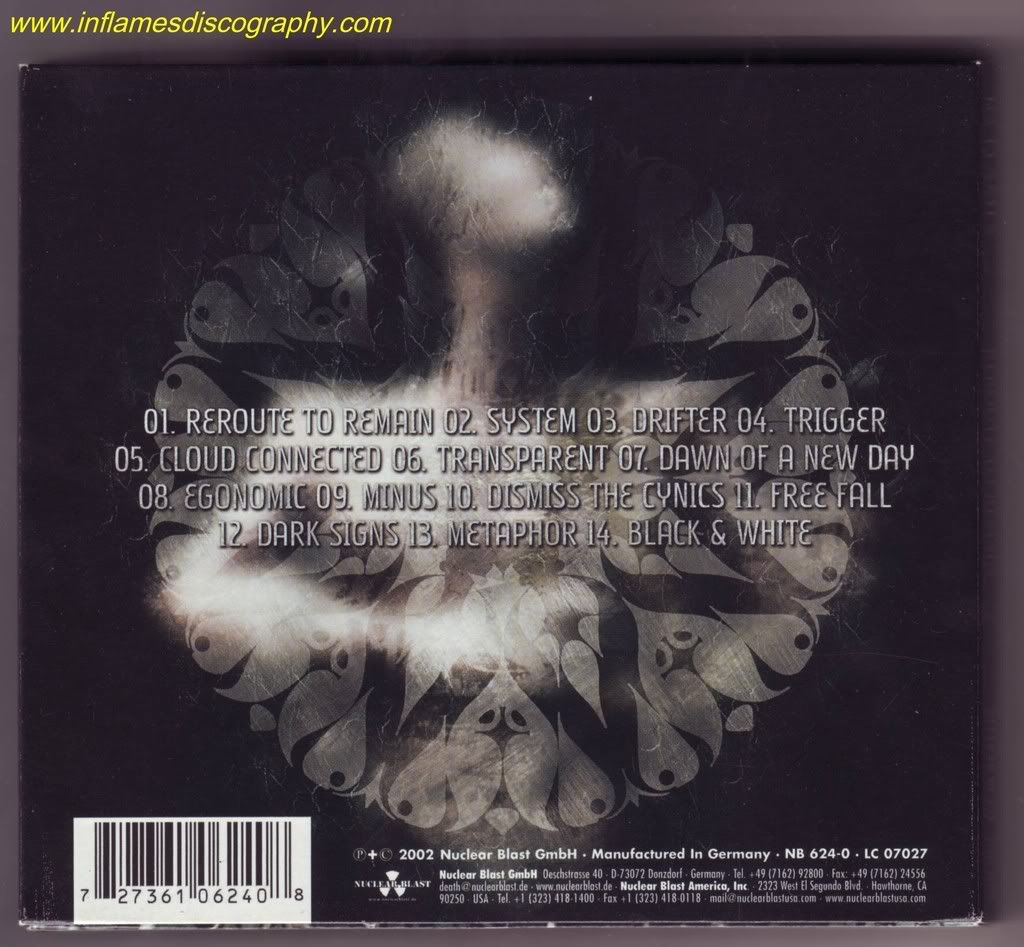 www.inflamesdiscography.com
01. REROUTE TO REMAIN 02. SYSTEM 03. DRIFTER 04. TRIGGER
05. CLOUD CONNECTED 06. TRANSPARENT 07. DAWN OF A NEW DAY
08. EGONOMIC 09. MINUS 10. DISMISS THE CYNICS 11. FREE FALL
12. DARK SIGNS 13. METAPHOR 14. BLACK & WHITE
7 27361 06240 8
NUCLEAR BLAST
www.nuclearblast.de
℗+© 2002 Nuclear Blast GmbH · Manufactured In Germany · NB 624-0 · LC 07027
Nuclear Blast GmbH Oeschstrasse 40 · D-73072 Donzdorf · Germany · Tel. +49 (7162) 92800 · Fax: +49 (7162) 24556
death@nuclearblast.de · www.nuclearblast.de · Nuclear Blast America, Inc. · 2323 West El Segundo Blvd. · Hawthorne, CA
90250 · USA · Tel. +1 (323) 418-1400 · Fax +1 (323) 418-0118 · mail@nuclearblastusa.com · www.nuclearblastusa.com